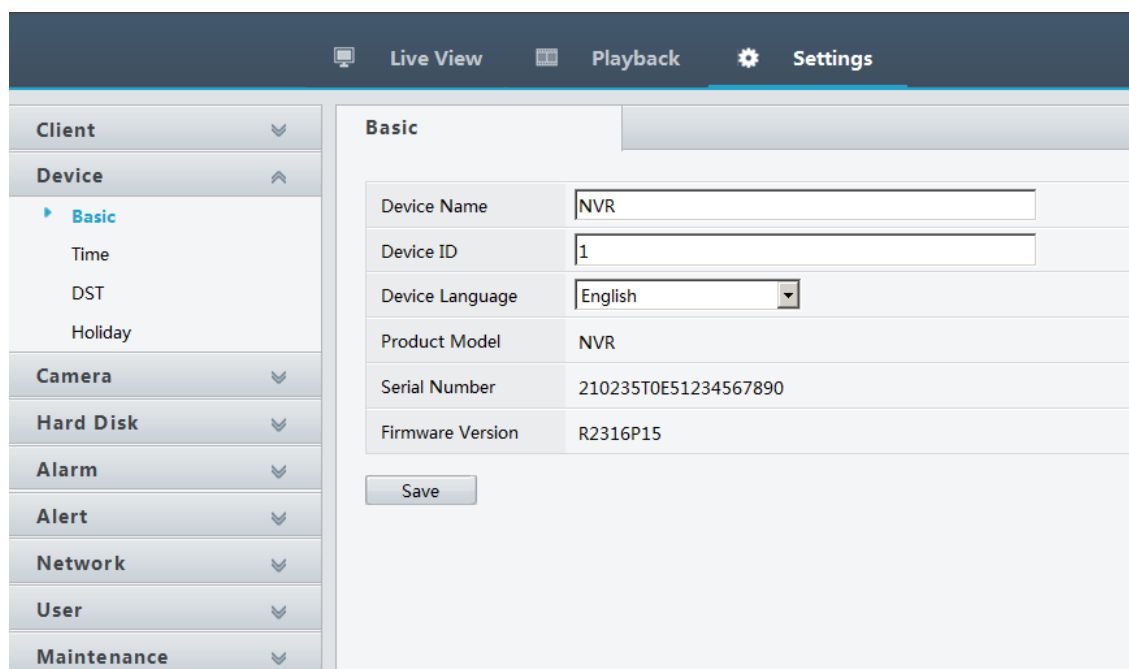 Live View Playback Settings
Client
Device
Basic
Time
DST
Holiday
Camera
Hard Disk
Alarm
Alert
Network
User
Maintenance
Basic
Device Name NVR
Device ID 1
Device Language English
Product Model NVR
Serial Number 210235T0E51234567890
Firmware Version R2316P15
Save